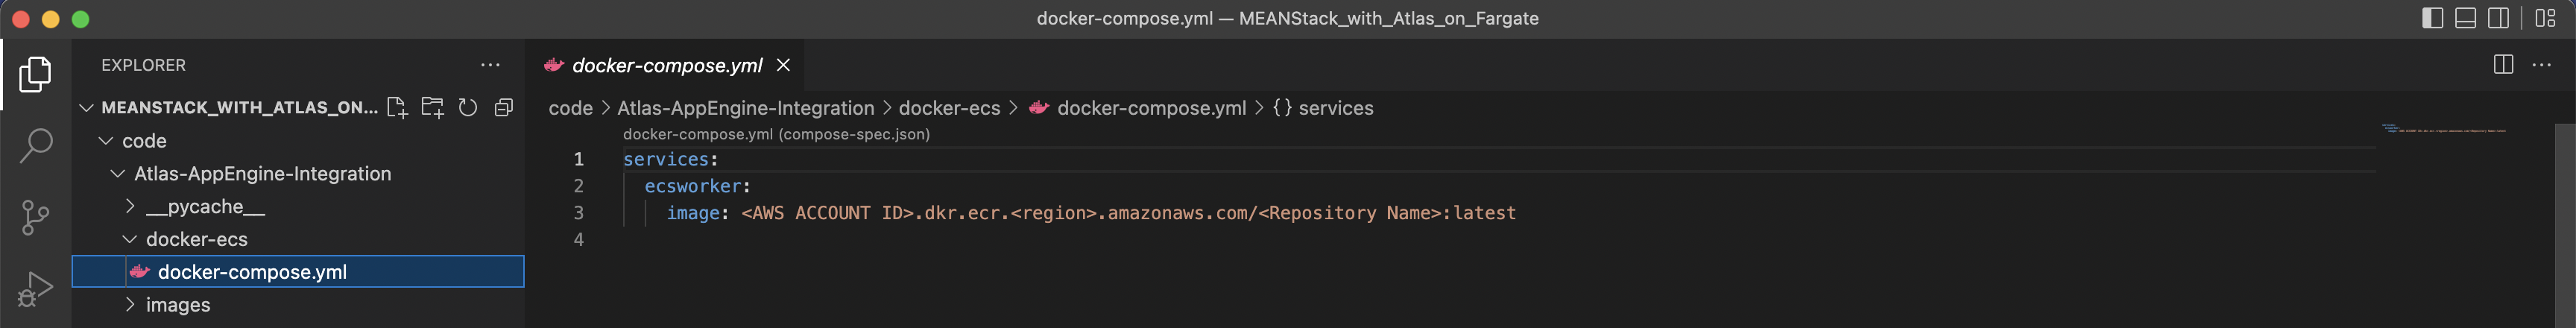 docker-compose.yml — MEANStack_with_Atlas_on_Fargate
EXPLORER
MEANSTACK_WITH_ATLAS_ON...
code
Atlas-AppEngine-Integration
__pycache__
docker-ecs
docker-compose.yml
images
docker-compose.yml
code > Atlas-AppEngine-Integration > docker-ecs > docker-compose.yml > {} services
docker-compose.yml (compose-spec.json)
1 services:
2 ecsworker:
3 image: <AWS ACCOUNT ID>.dkr.ecr.<region>.amazonaws.com/<Repository Name>:latest
4